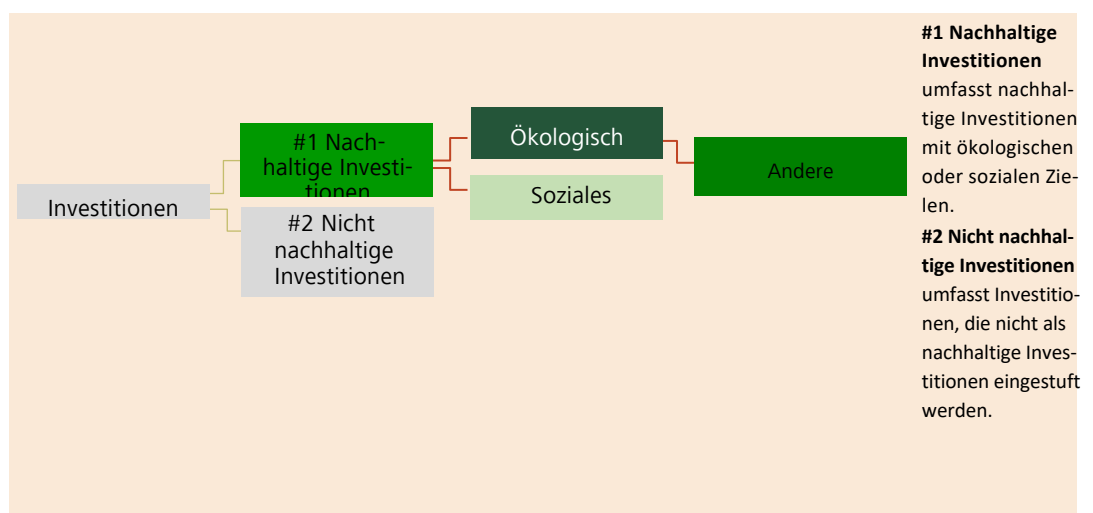 Investitionen
#1 Nach-
haltige Investi-
tionen
#2 Nicht
nachhaltige
Investitionen
Ökologisch
Soziales
Andere
#1 Nachhaltige
Investitionen
umfasst nachhal-
tige Investitionen
mit ökologischen
oder sozialen Zie-
len.
#2 Nicht nachhal-
tige Investitionen
umfasst Investitio-
nen, die nicht als
nachhaltige Inves-
titionen eingestuft
werden.